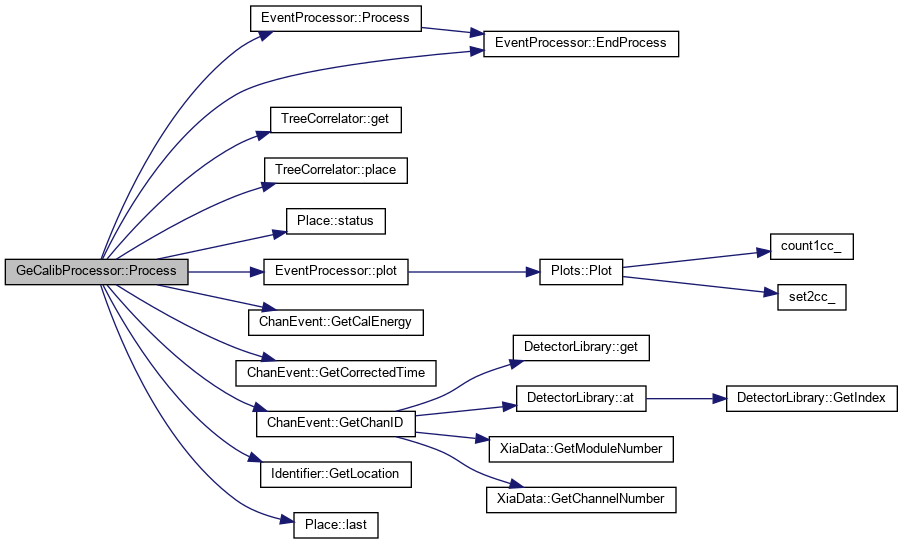 EventProcessor::Process
EventProcessor::EndProcess
TreeCorrelator::get
TreeCorrelator::place
Place::status
GeCalibProcessor::Process
EventProcessor::plot
Plots::Plot
count1cc_
set2cc_
ChanEvent::GetCalEnergy
ChanEvent::GetCorrectedTime
ChanEvent::GetChanID
DetectorLibrary::get
DetectorLibrary::at
DetectorLibrary::GetIndex
XiaData::GetModuleNumber
XiaData::GetChannelNumber
Identifier::GetLocation
Place::last